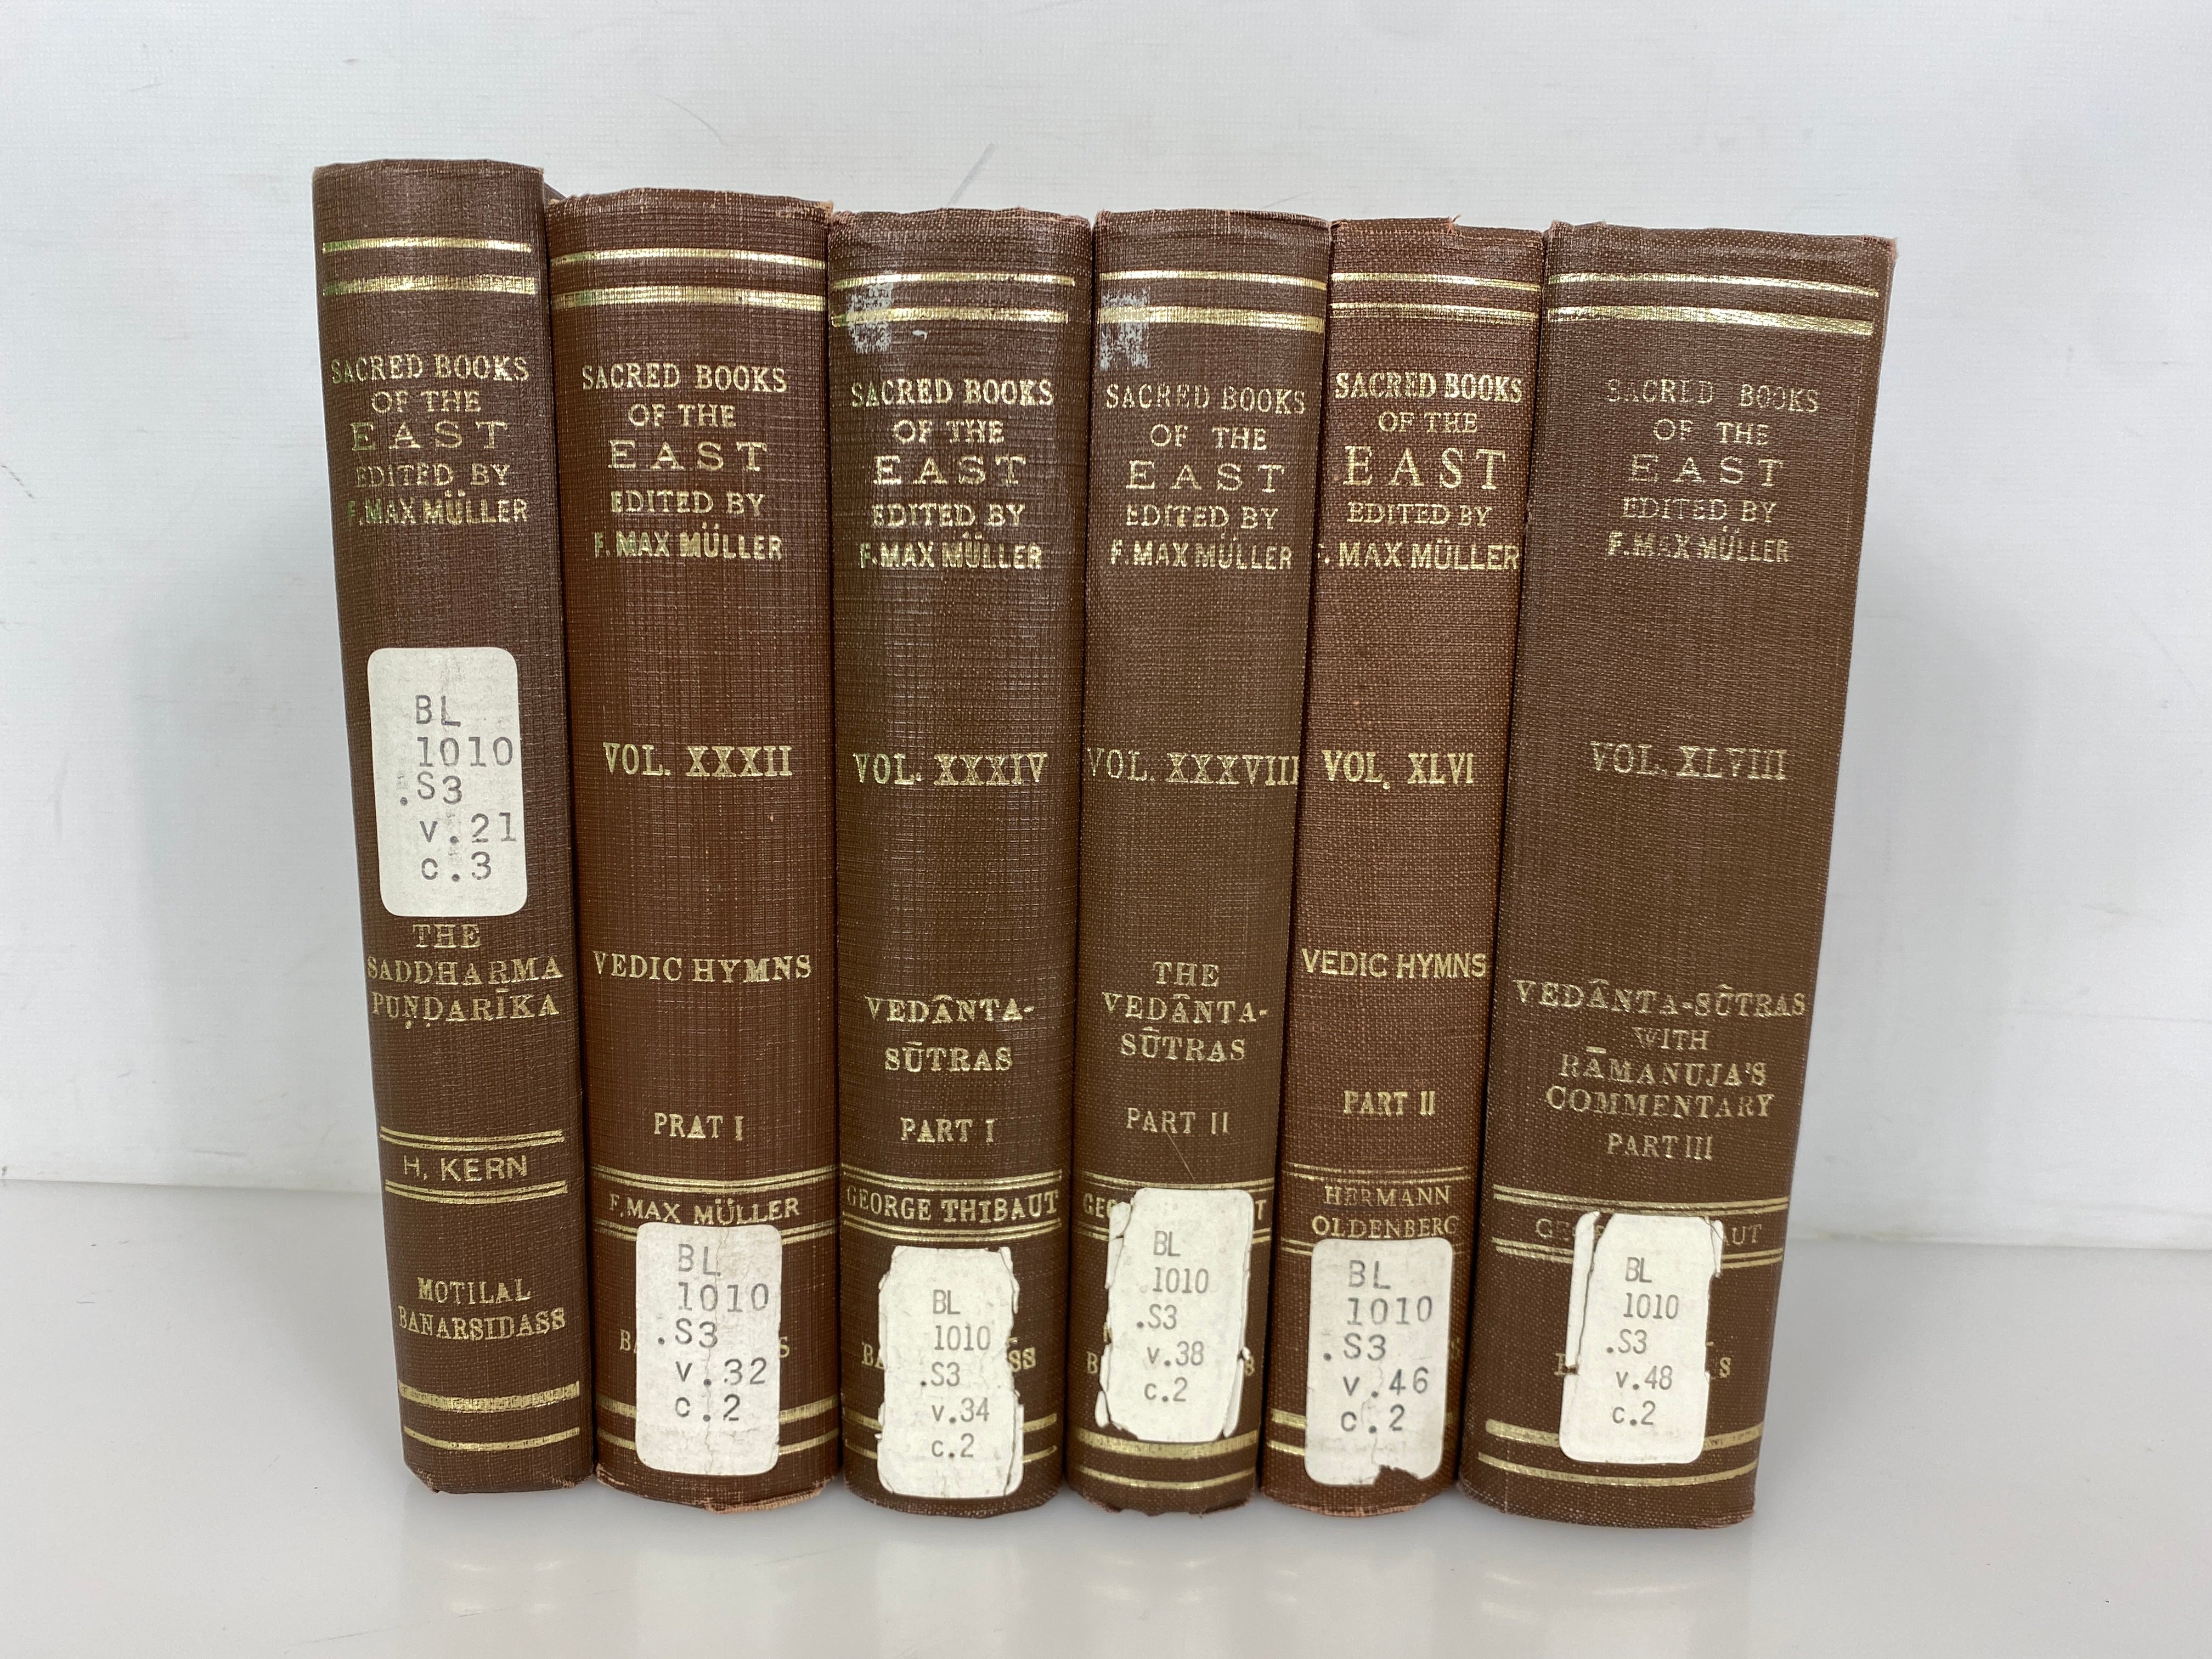 SACRED BOOKS
OF THE
EAST
EDITED BY
F. MAX MÜLLER
BL
1010
.S3
v.21
c.3
THE
SADDHARMA
PUṆḌARĪKA
H. KERN
MOTILAL
BANARSIDASS
SACRED BOOKS
OF THE
EAST
EDITED BY
F. MAX MÜLLER
VOL. XXXII
VEDIC HYMNS
PRAT I
F. MAX MÜLLER
BL
1010
.S3
v.32
c.2
SACRED BOOKS
OF THE
EAST
EDITED BY
F. MAX MÜLLER
VOL. XXXIV
VEDÂNTA-
SŪTRAS
PART I
GEORGE THIBAUT
BL
1010
.S3
v.34
c.2
SACRED BOOKS
OF THE
EAST
EDITED BY
F. MAX MÜLLER
VOL. XXXVIII
THE
VEDÂNTA-
SŪTRAS
PART II
BL
1010
.S3
v.38
c.2
SACRED BOOKS
OF THE
EAST
EDITED BY
F. MAX MÜLLER
VOL. XLVI
VEDIC HYMNS
PART II
HERMANN
OLDENBERG
BL
1010
.S3
v.46
c.2
SACRED BOOKS
OF THE
EAST
EDITED BY
F. MAX MÜLLER
VOL. XLVIII
VEDÂNTA-SŪTRAS
WITH
RĀMANUJA'S
COMMENTARY
PART III
BL
1010
.S3
v.48
c.2